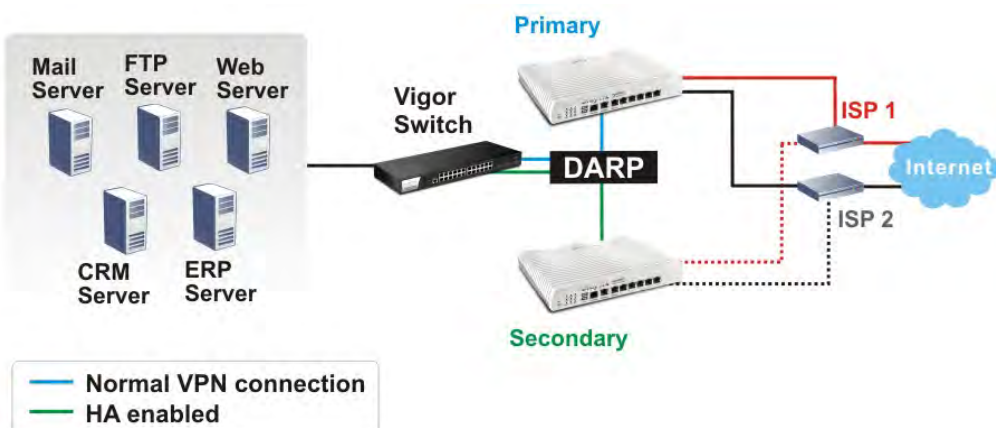 Primary
Mail
Server
FTP
Server
Web
Server
Vigor
Switch
ISP 1
DARP
Internet
ISP 2
CRM
Server
ERP
Server
Secondary
Normal VPN connection
HA enabled